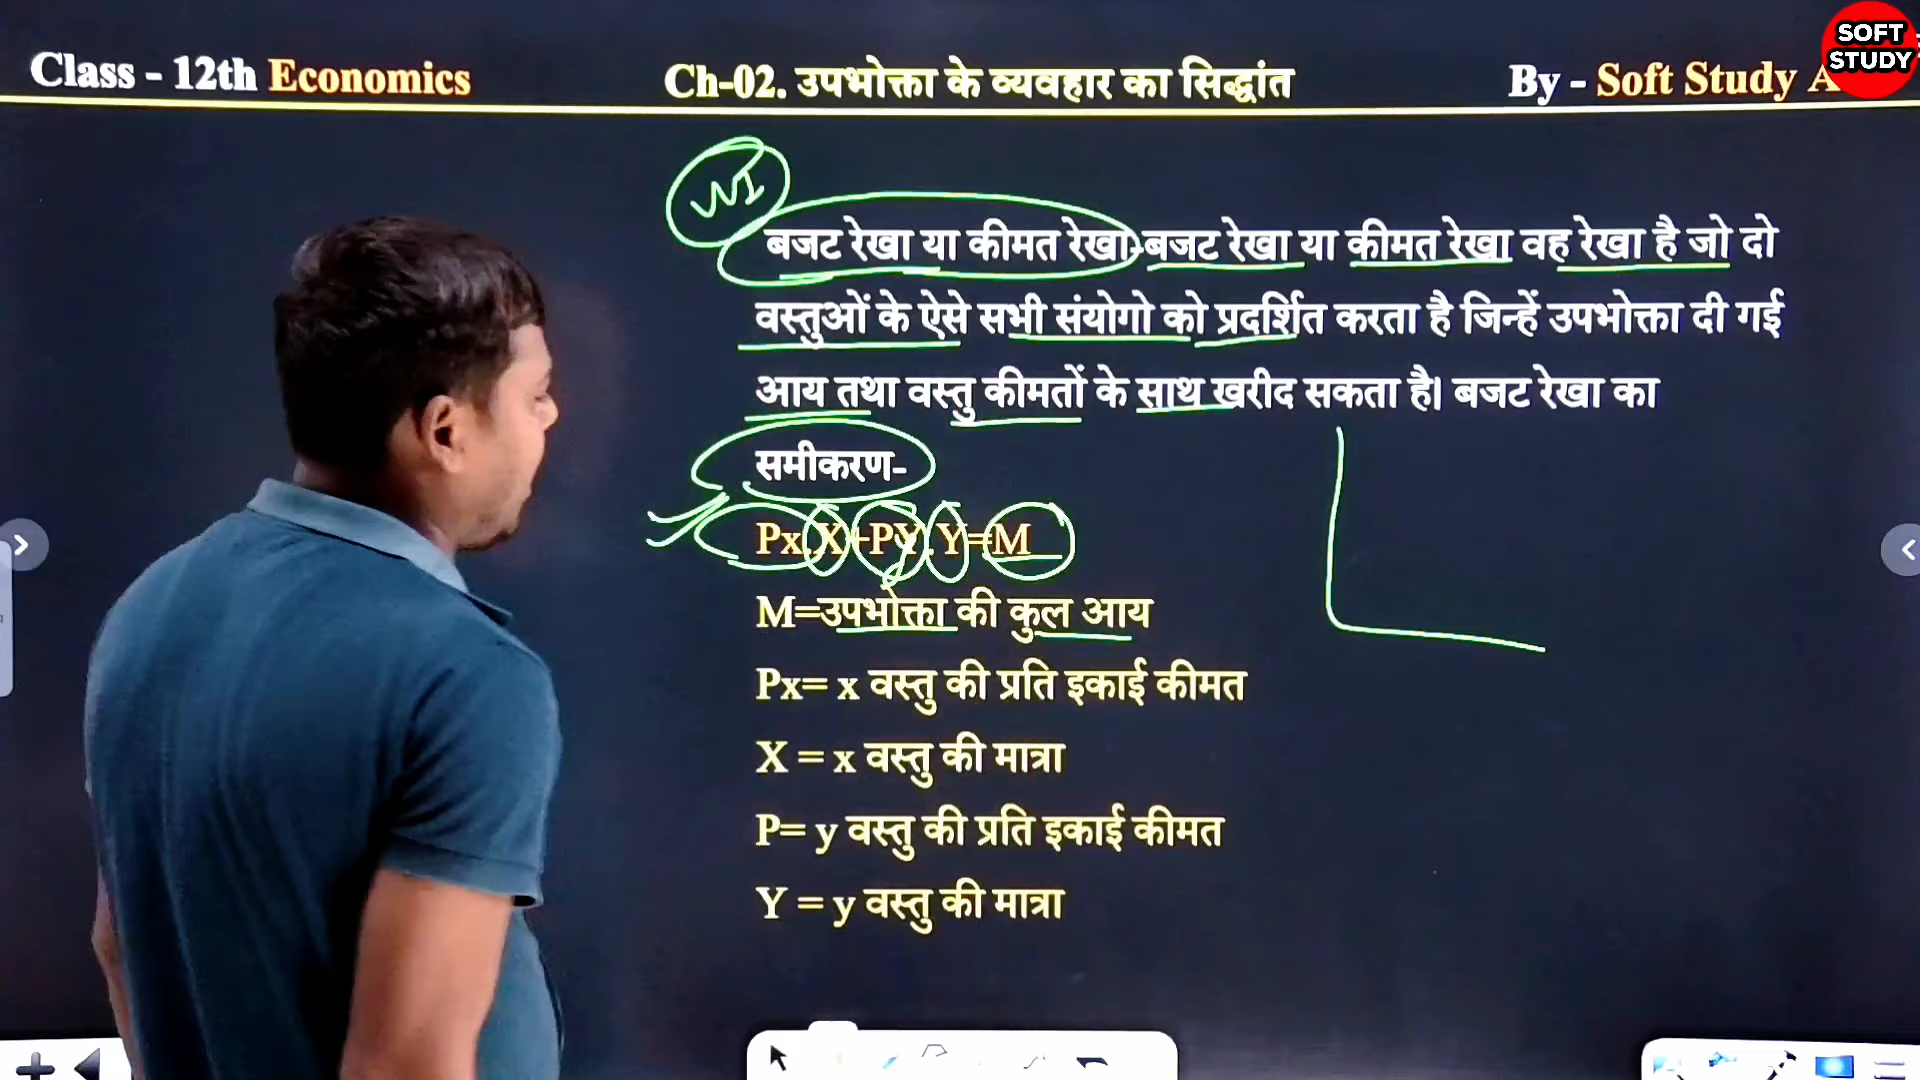 Class - 12th Economics
Ch-02. उपभोक्ता के व्यवहार का सिद्धांत
By - Soft Study A
SOFT
STUDY
VVI
बजट रेखा या कीमत रेखा-बजट रेखा या कीमत रेखा वह रेखा है जो दो
वस्तुओं के ऐसे सभी संयोगो को प्रदर्शित करता है जिन्हें उपभोक्ता दी गई
आय तथा वस्तु कीमतों के साथ खरीद सकता है। बजट रेखा का
समीकरण-
Px.X+PY.Y=M
M=उपभोक्ता की कुल आय
Px= x वस्तु की प्रति इकाई कीमत
X = x वस्तु की मात्रा
P= y वस्तु की प्रति इकाई कीमत
Y = y वस्तु की मात्रा